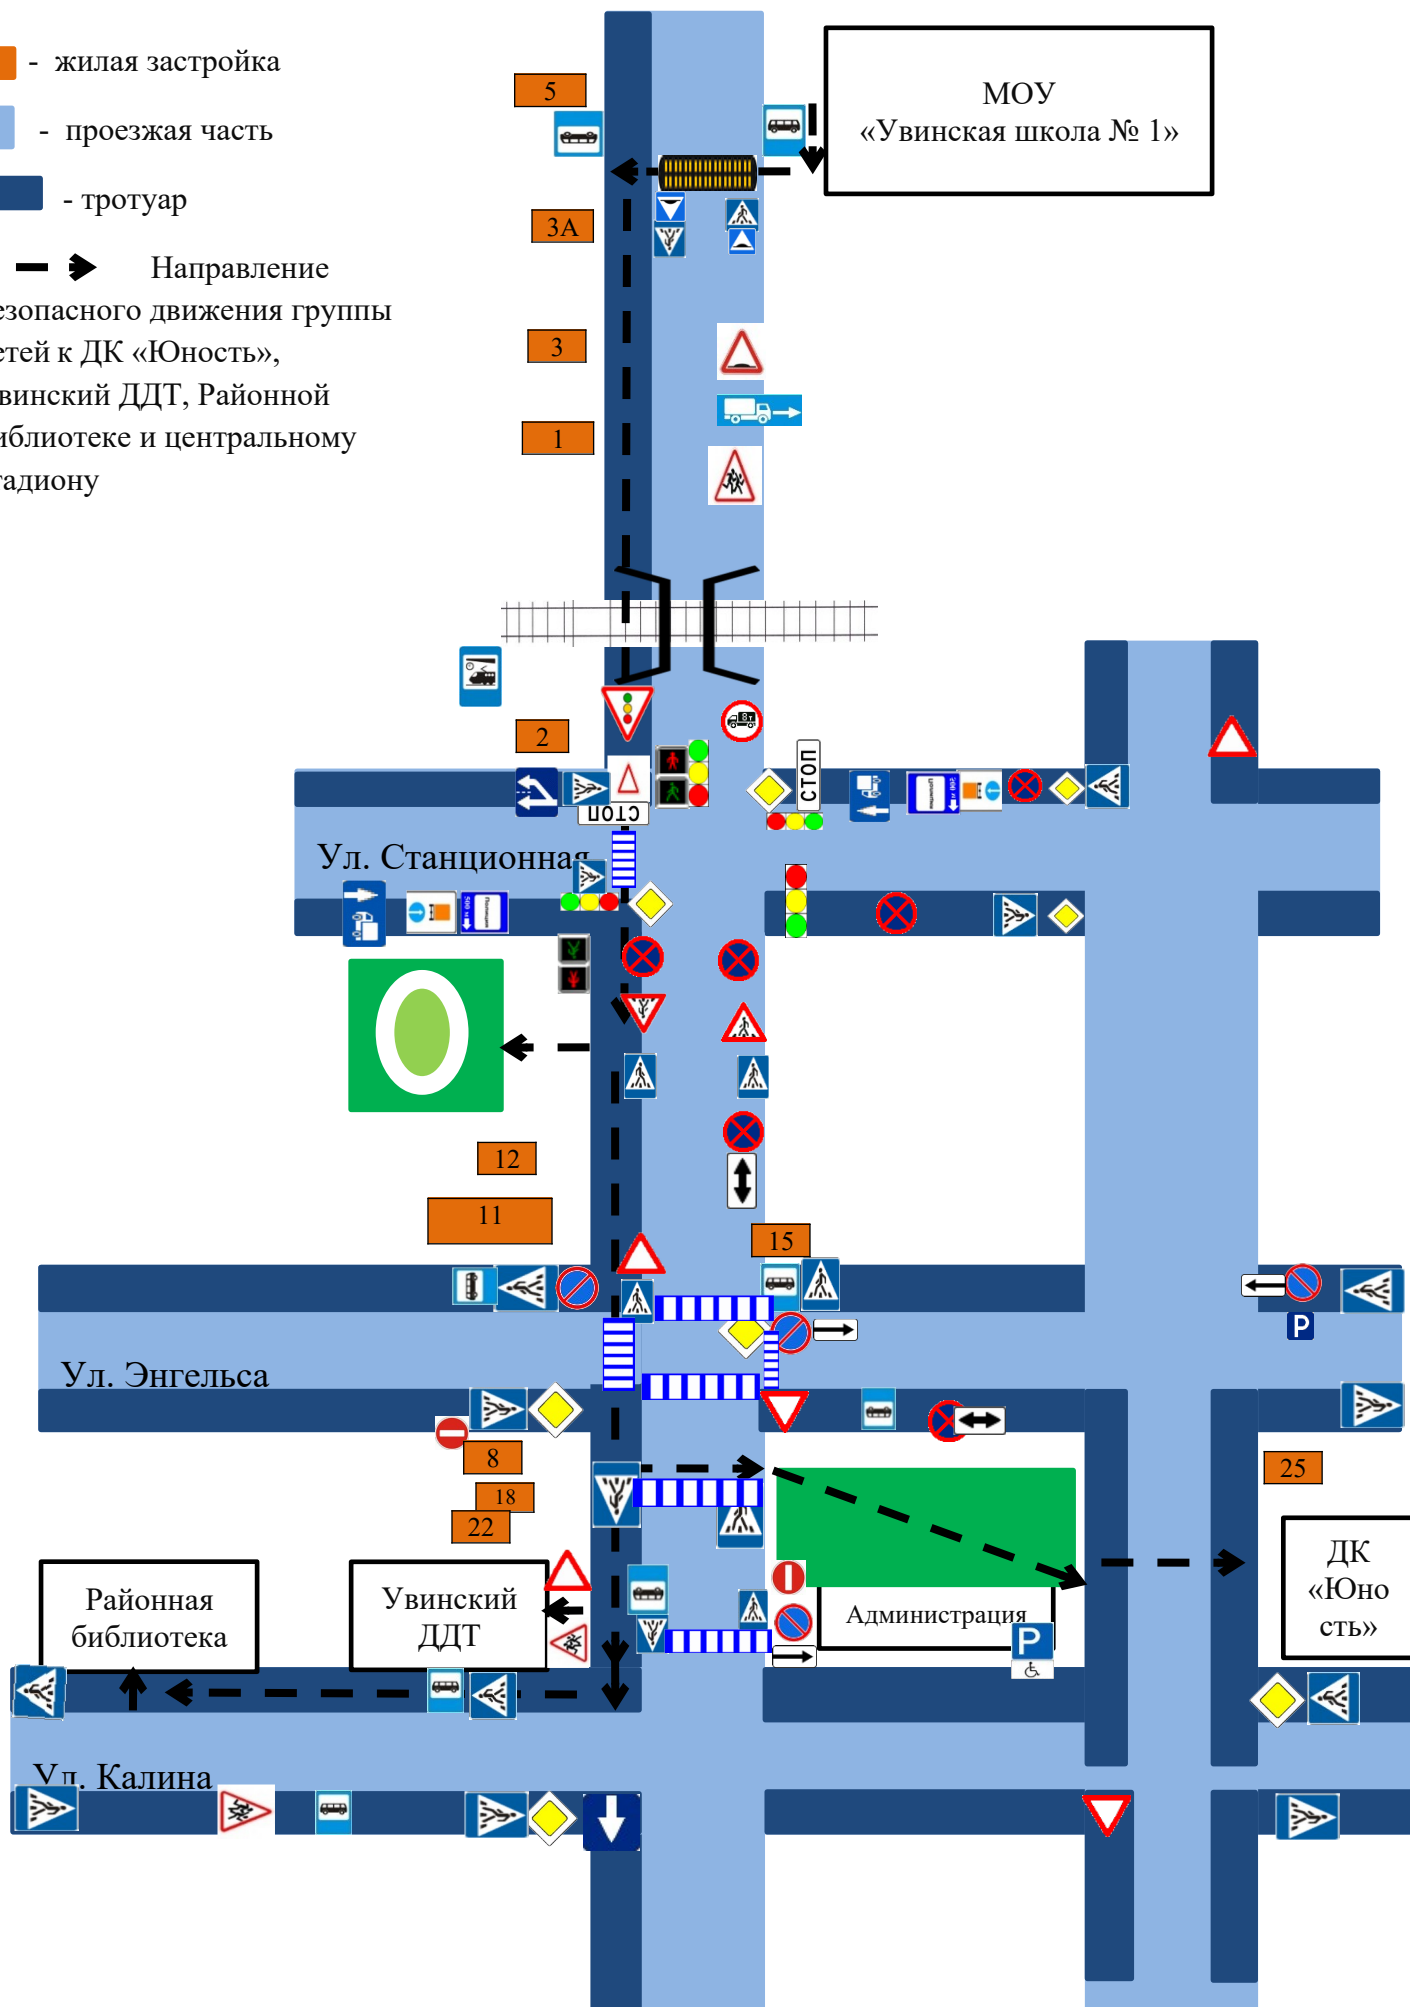 - жилая застройка
- проезжая часть
- тротуар
Направление
езопасного движения группы
етей к ДК «Юность»,
винский ДДТ, Районной
иблиотеке и центральному
тадиону
МОУ
«Увинская школа № 1»
5
3А
3
1
2
СТОП
СТОП
Ул. Станционная
12
11
15
Ул. Энгельса
P
8
18
22
25
Районная
библиотека
Увинский
ДДТ
Администрация
P
ДК
«Юно
сть»
Ул. Калина